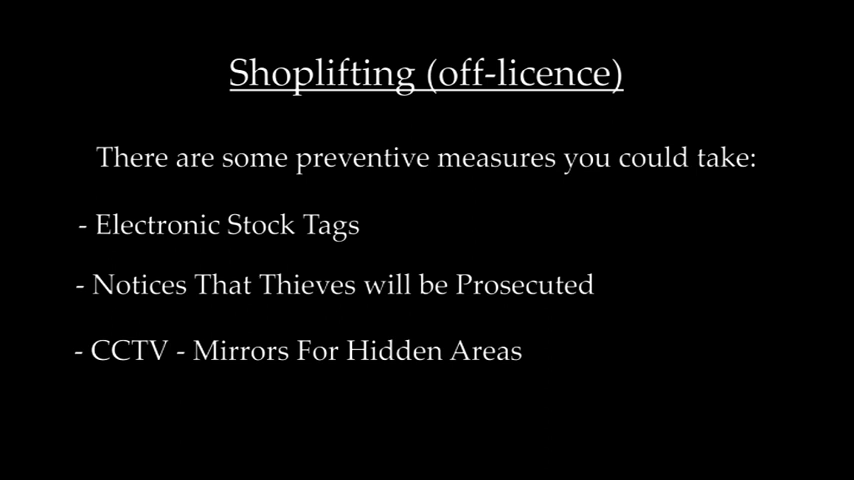 Shoplifting (off-licence)
There are some preventive measures you could take:
- Electronic Stock Tags
- Notices That Thieves will be Prosecuted
- CCTV - Mirrors For Hidden Areas